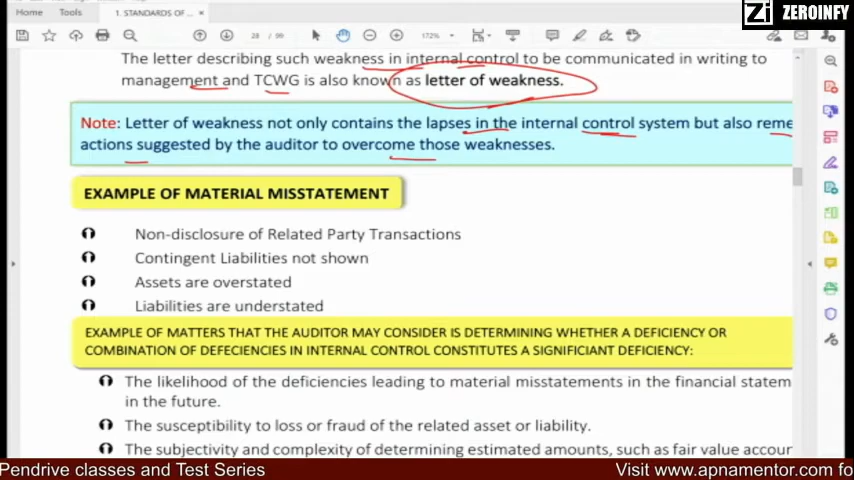 Home Tools 1. STANDARDS OF ... ×
Zi ZEROINFY
28 / 99 172%
The letter describing such weakness in internal control to be communicated in writing to
management and TCWG is also known as letter of weakness.
Note: Letter of weakness not only contains the lapses in the internal control system but also reme
actions suggested by the auditor to overcome those weaknesses.
EXAMPLE OF MATERIAL MISSTATEMENT
Non-disclosure of Related Party Transactions
Contingent Liabilities not shown
Assets are overstated
Liabilities are understated
EXAMPLE OF MATTERS THAT THE AUDITOR MAY CONSIDER IS DETERMINING WHETHER A DEFICIENCY OR
COMBINATION OF DEFECIENCIES IN INTERNAL CONTROL CONSTITUTES A SIGNIFICIANT DEFICIENCY:
The likelihood of the deficiencies leading to material misstatements in the financial statem
in the future.
The susceptibility to loss or fraud of the related asset or liability.
The subjectivity and complexity of determining estimated amounts, such as fair value accour
Pendrive classes and Test Series Visit www.apnamentor.com fo